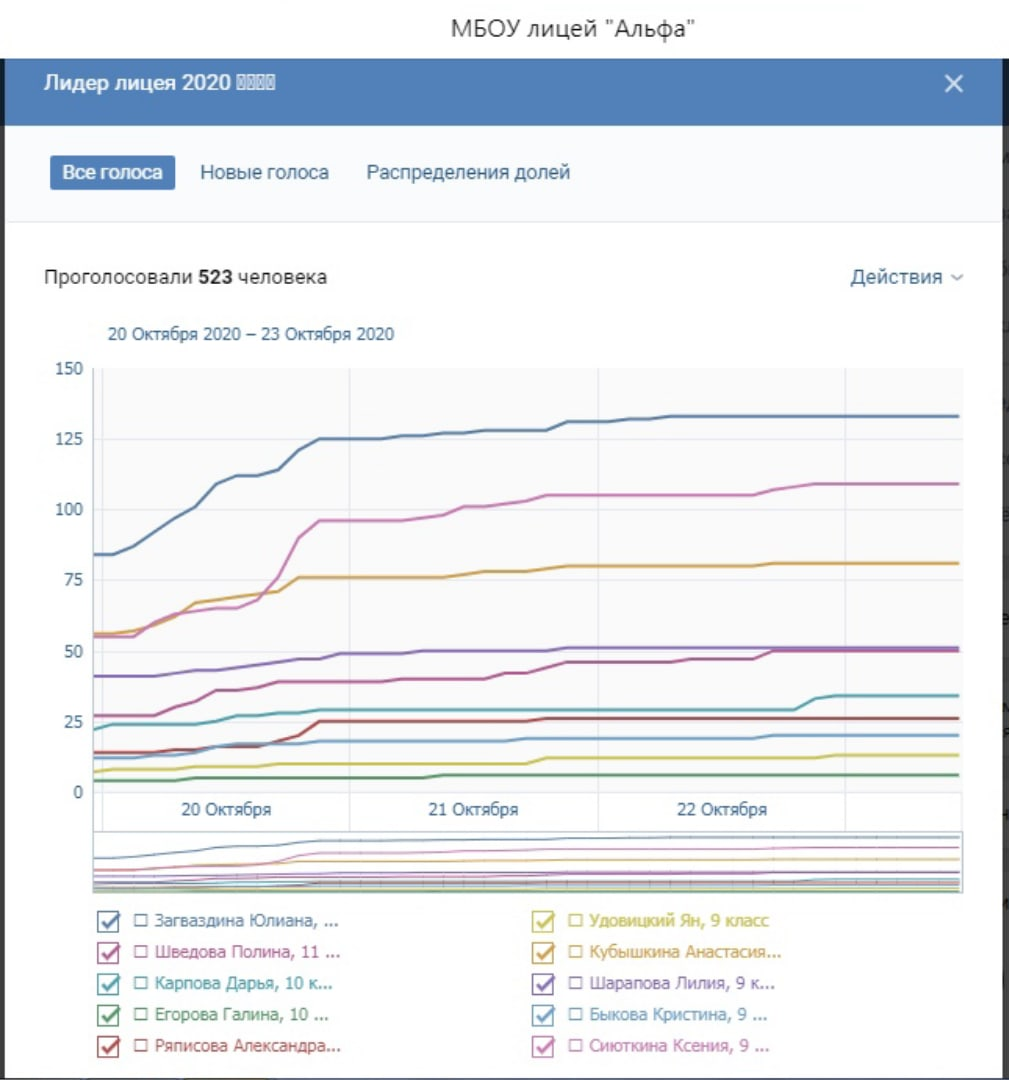 МБОУ лицей "Альфа"
Лидер лицея 2020
Все голоса Новые голоса Распределения долей
Проголосовали 523 человека Действия
20 Октября 2020 – 23 Октября 2020
150
125
100
75
50
25
0
20 Октября 21 Октября 22 Октября
Загваздина Юлиана, ... Удовицкий Ян, 9 класс
Шведова Полина, 11 ... Кубышкина Анастасия...
Карпова Дарья, 10 к... Шарапова Лилия, 9 к...
Егорова Галина, 10 ... Быкова Кристина, 9 ...
Ряписова Александра... Сиюткина Ксения, 9 ...